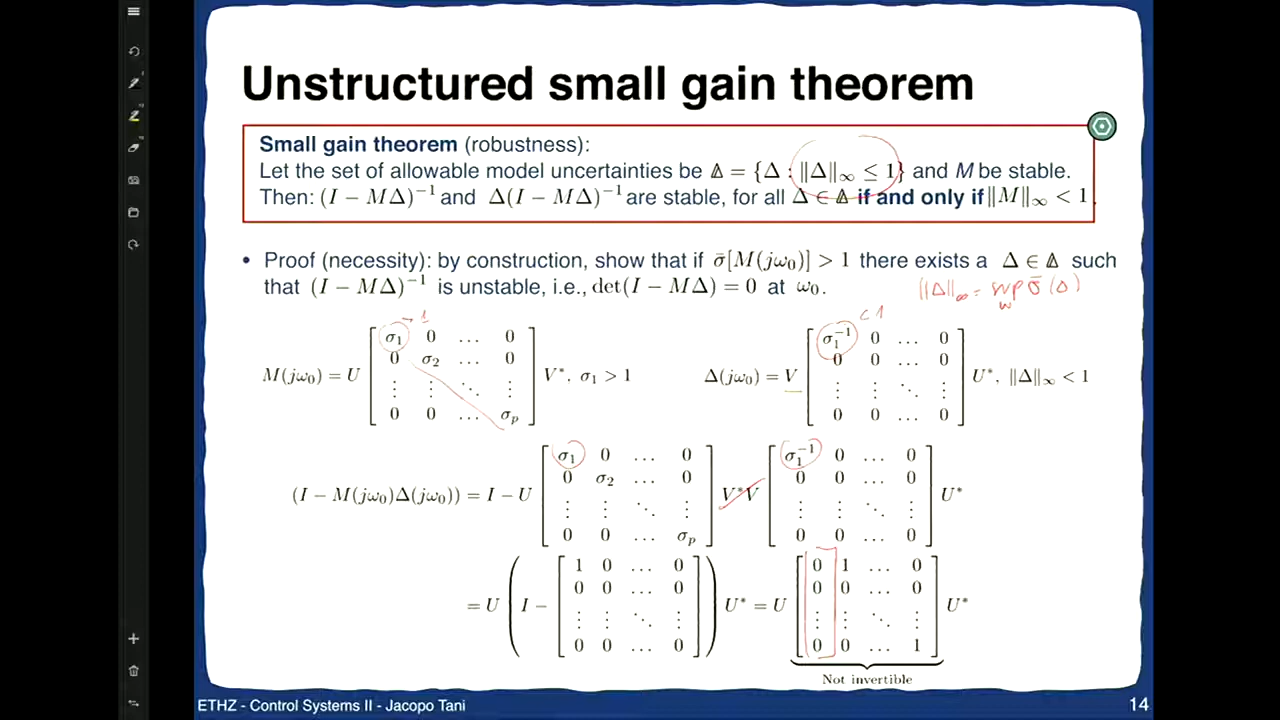 Unstructured small gain theorem
Small gain theorem (robustness):
Let the set of allowable model uncertainties be 𝚫 = {Δ : ‖Δ‖∞ ≤ 1} and M be stable.
Then: (I − MΔ)⁻¹ and Δ(I − MΔ)⁻¹ are stable, for all Δ ∈ 𝚫 if and only if ‖M‖∞ < 1.
• Proof (necessity): by construction, show that if σ̄[M(jω₀)] > 1 there exists a Δ ∈ 𝚫 such
that (I − MΔ)⁻¹ is unstable, i.e., det(I − MΔ) = 0 at ω₀.
‖Δ‖∞ = sup σ̄(Δ)
ω
→ 1
< 1
M(jω₀) = U [σ₁ 0 … 0; 0 σ₂ … 0; ⋮ ⋮ ⋱ ⋮; 0 0 … σₚ] V*, σ₁ > 1
Δ(jω₀) = V [σ₁⁻¹ 0 … 0; 0 0 … 0; ⋮ ⋮ ⋱ ⋮; 0 0 … 0] U*, ‖Δ‖∞ < 1
(I − M(jω₀)Δ(jω₀)) = I − U [σ₁ 0 … 0; 0 σ₂ … 0; ⋮ ⋮ ⋱ ⋮; 0 0 … σₚ] V*V [σ₁⁻¹ 0 … 0; 0 0 … 0; ⋮ ⋮ ⋱ ⋮; 0 0 … 0] U*
= U (I − [1 0 … 0; 0 0 … 0; ⋮ ⋮ ⋱ ⋮; 0 0 … 0]) U* = U [0 1 … 0; 0 0 … 0; ⋮ ⋮ ⋱ ⋮; 0 0 … 1] U*
Not invertible
ETHZ - Control Systems II - Jacopo Tani
14